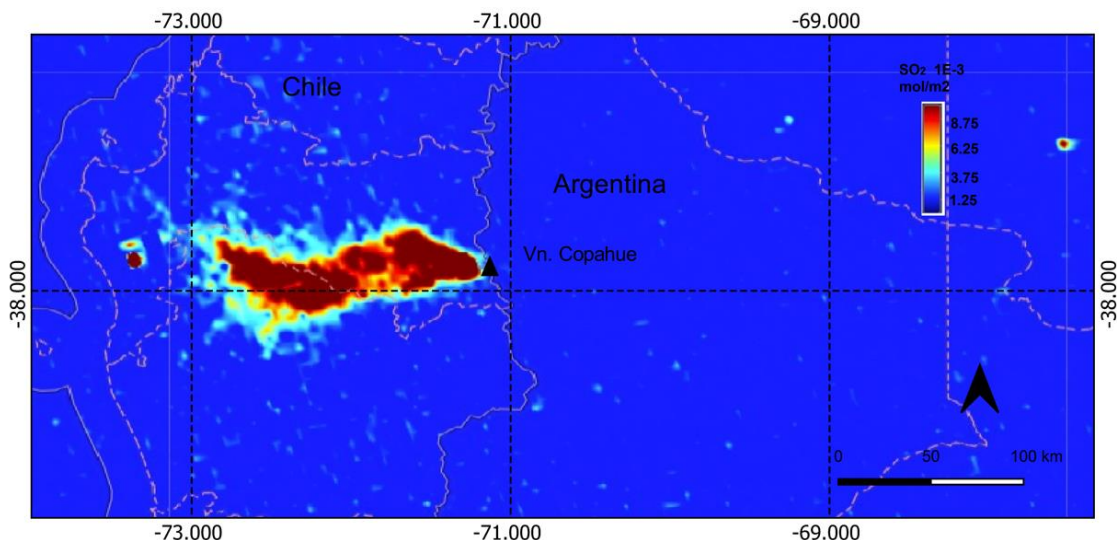 -73.000 -71.000 -69.000
Chile
SO₂ 1E-3
mol/m2
8.75
6.25
3.75
1.25
Argentina
Vn. Copahue
-38.000 -38.000
0 50 100 km
-73.000 -71.000 -69.000